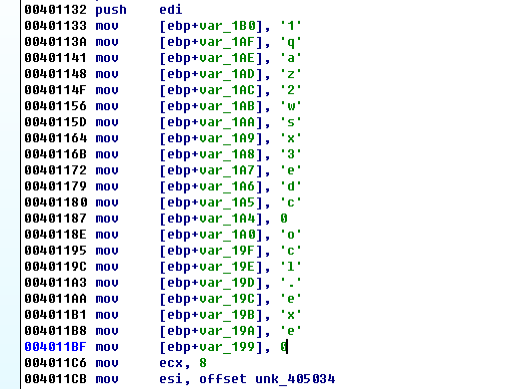 00401132 push edi
00401133 mov [ebp+var_1B0], '1'
0040113A mov [ebp+var_1AF], 'q'
00401141 mov [ebp+var_1AE], 'a'
00401148 mov [ebp+var_1AD], 'z'
0040114F mov [ebp+var_1AC], '2'
00401156 mov [ebp+var_1AB], 'w'
0040115D mov [ebp+var_1AA], 's'
00401164 mov [ebp+var_1A9], 'x'
0040116B mov [ebp+var_1A8], '3'
00401172 mov [ebp+var_1A7], 'e'
00401179 mov [ebp+var_1A6], 'd'
00401180 mov [ebp+var_1A5], 'c'
00401187 mov [ebp+var_1A4], 0
0040118E mov [ebp+var_1A0], 'o'
00401195 mov [ebp+var_19F], 'c'
0040119C mov [ebp+var_19E], 'l'
004011A3 mov [ebp+var_19D], '.'
004011AA mov [ebp+var_19C], 'e'
004011B1 mov [ebp+var_19B], 'x'
004011B8 mov [ebp+var_19A], 'e'
004011BF mov [ebp+var_199], 0
004011C6 mov ecx, 8
004011CB mov esi, offset unk_405034